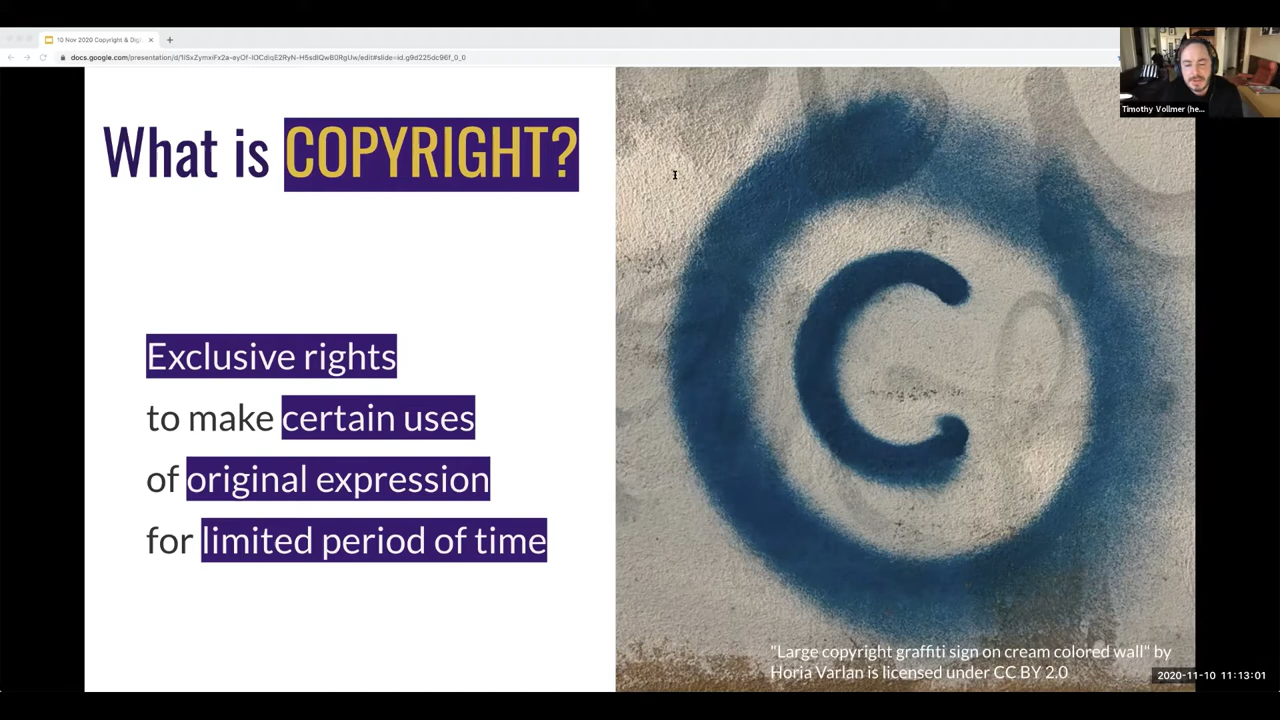 10 Nov 2020 Copyright & Dig
Timothy Vollmer (he...
What is COPYRIGHT?
Exclusive rights
to make certain uses
of original expression
for limited period of time
"Large copyright graffiti sign on cream colored wall" by
Horia Varlan is licensed under CC BY 2.0
2020-11-10 11:13:01